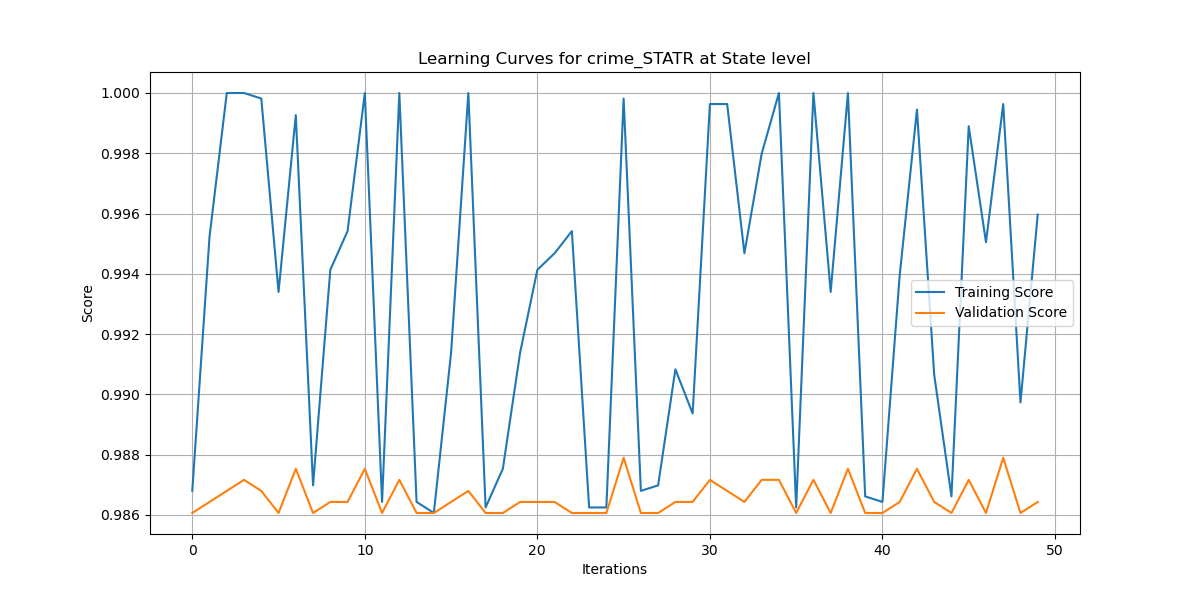 Learning Curves for crime_STATR at State level
1.000
0.998
0.996
0.994
0.992
0.990
0.988
0.986
Score
Training Score
Validation Score
0 10 20 30 40 50
Iterations